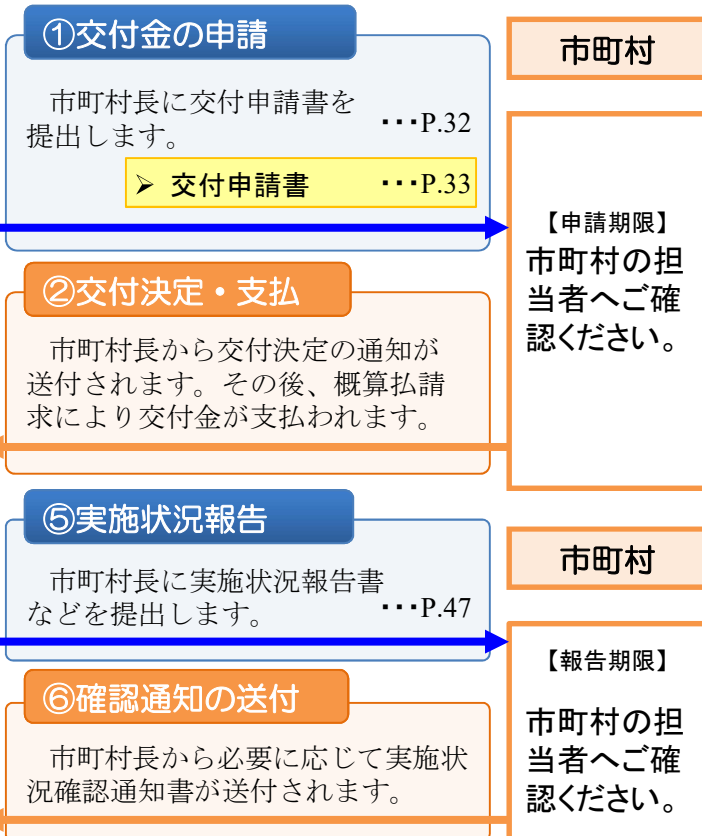 ①交付金の申請
市町村長に交付申請書を
提出します。 ・・・P.32
➢ 交付申請書 ・・・P.33
市町村
【申請期限】
市町村の担
当者へご確
認ください。
②交付決定・支払
市町村長から交付決定の通知が
送付されます。その後、概算払請
求により交付金が支払われます。
⑤実施状況報告
市町村長に実施状況報告書
などを提出します。 ・・・P.47
市町村
【報告期限】
市町村の担
当者へご確
認ください。
⑥確認通知の送付
市町村長から必要に応じて実施状
況確認通知書が送付されます。